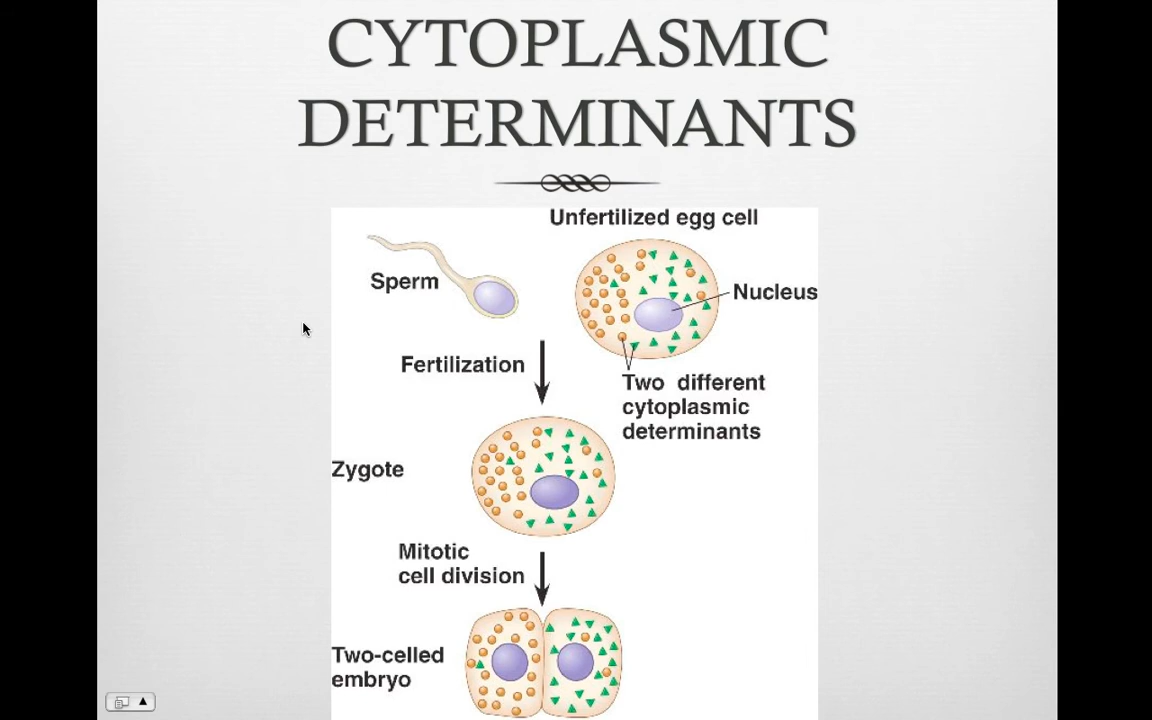 CYTOPLASMIC
DETERMINANTS
Unfertilized egg cell
Sperm
Nucleus
Fertilization
Two different
cytoplasmic
determinants
Zygote
Mitotic
cell division
Two-celled
embryo